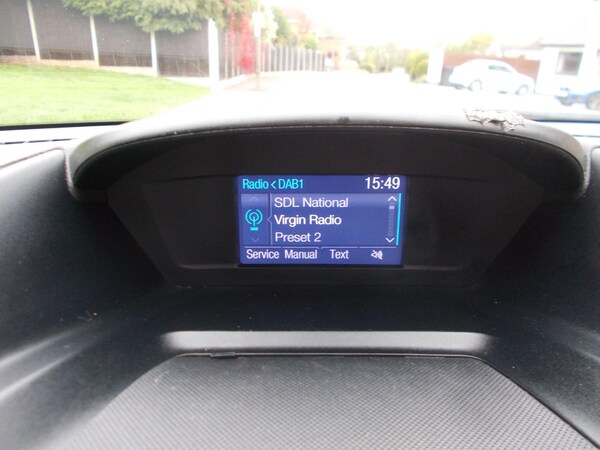 Radio < DAB1 15:49
SDL National
Virgin Radio
Preset 2
Service Manual Text